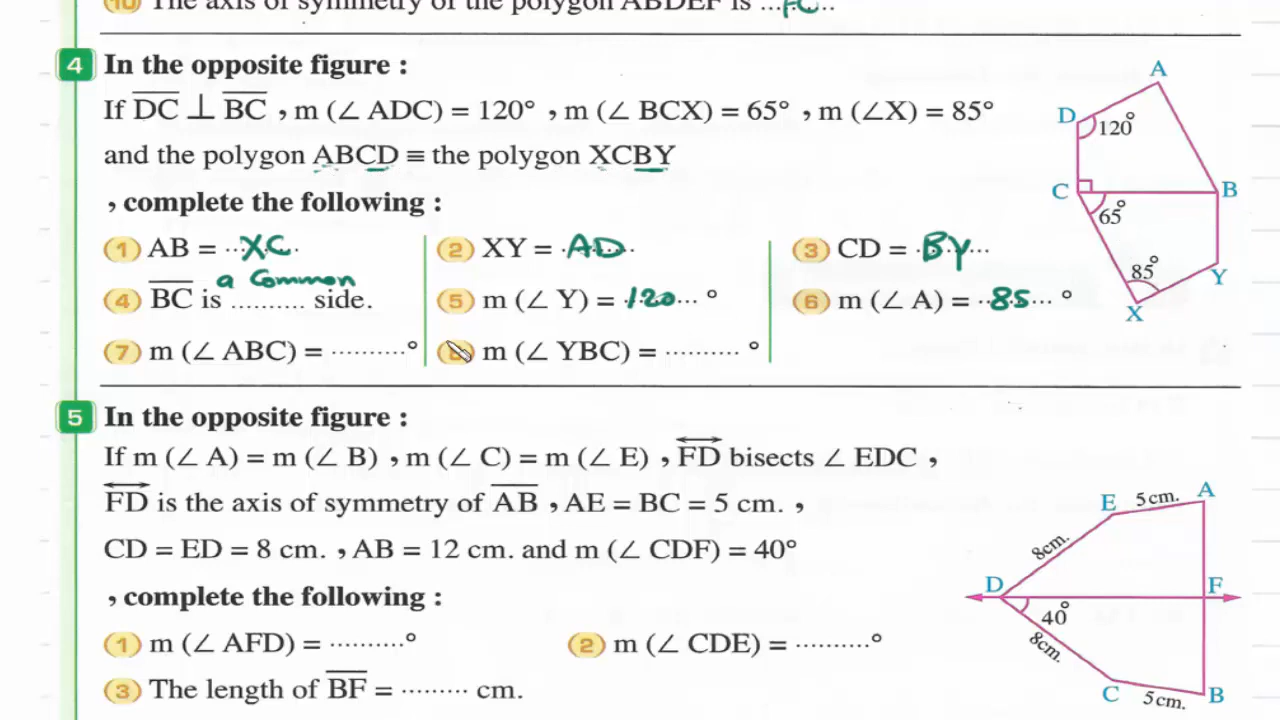 10 The axis of symmetry of the polygon ABDEF is ...FC...
4 In the opposite figure :
If DC ⊥ BC , m (∠ ADC) = 120° , m (∠ BCX) = 65° , m (∠X) = 85°
and the polygon ABCD ≡ the polygon XCBY
, complete the following :
1 AB = ...XC... 2 XY = ...AD... 3 CD = ...BY...
a Common
4 BC is ......... side. 5 m (∠ Y) = ...120... ° 6 m (∠ A) = ...85... °
7 m (∠ ABC) = .........° 8 m (∠ YBC) = ......... °
A
D
120°
C
B
65°
85°
Y
X
5 In the opposite figure :
If m (∠ A) = m (∠ B) , m (∠ C) = m (∠ E) , FD bisects ∠ EDC ,
FD is the axis of symmetry of AB , AE = BC = 5 cm. ,
CD = ED = 8 cm. , AB = 12 cm. and m (∠ CDF) = 40°
, complete the following :
1 m (∠ AFD) = .........° 2 m (∠ CDE) = .........°
3 The length of BF = ......... cm.
E 5 cm. A
8cm.
D F
40°
8cm.
C 5 cm. B